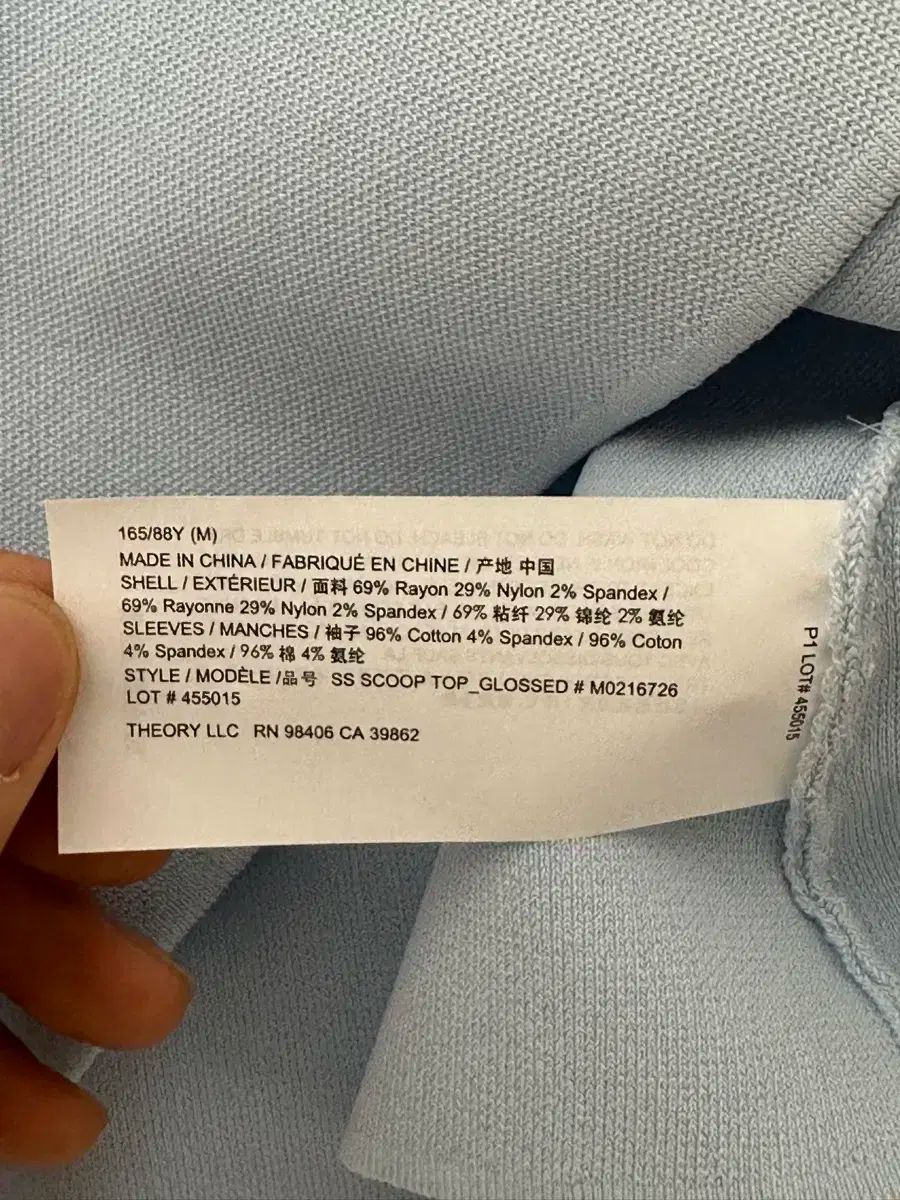 165/88Y (M)
MADE IN CHINA / FABRIQUÉ EN CHINE / 产地 中国
SHELL / EXTÉRIEUR / 面料 69% Rayon 29% Nylon 2% Spandex /
69% Rayonne 29% Nylon 2% Spandex / 69% 粘纤 29% 锦纶 2% 氨纶
SLEEVES / MANCHES / 袖子 96% Cotton 4% Spandex / 96% Coton
4% Spandex / 96% 棉 4% 氨纶
STYLE / MODÈLE /品号 SS SCOOP TOP_GLOSSED # M0216726
LOT # 455015
THEORY LLC RN 98406 CA 39862
P1 LOT# 455015